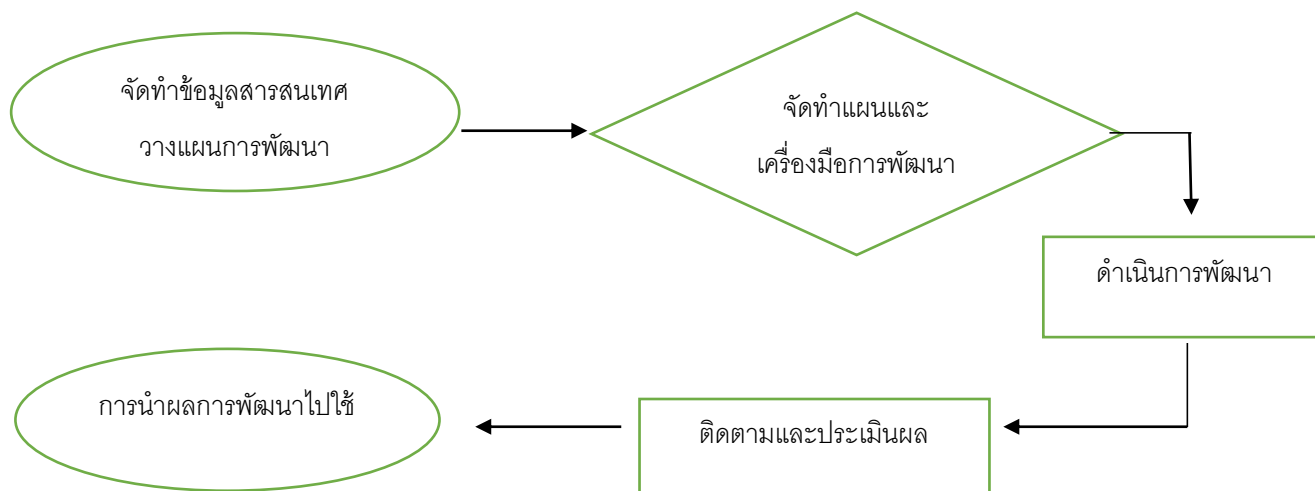 จัดทำข้อมูลสารสนเทศ
วางแผนการพัฒนา
จัดทำแผนและ
เครื่องมือการพัฒนา
ดำเนินการพัฒนา
ติดตามและประเมินผล
การนำผลการพัฒนาไปใช้